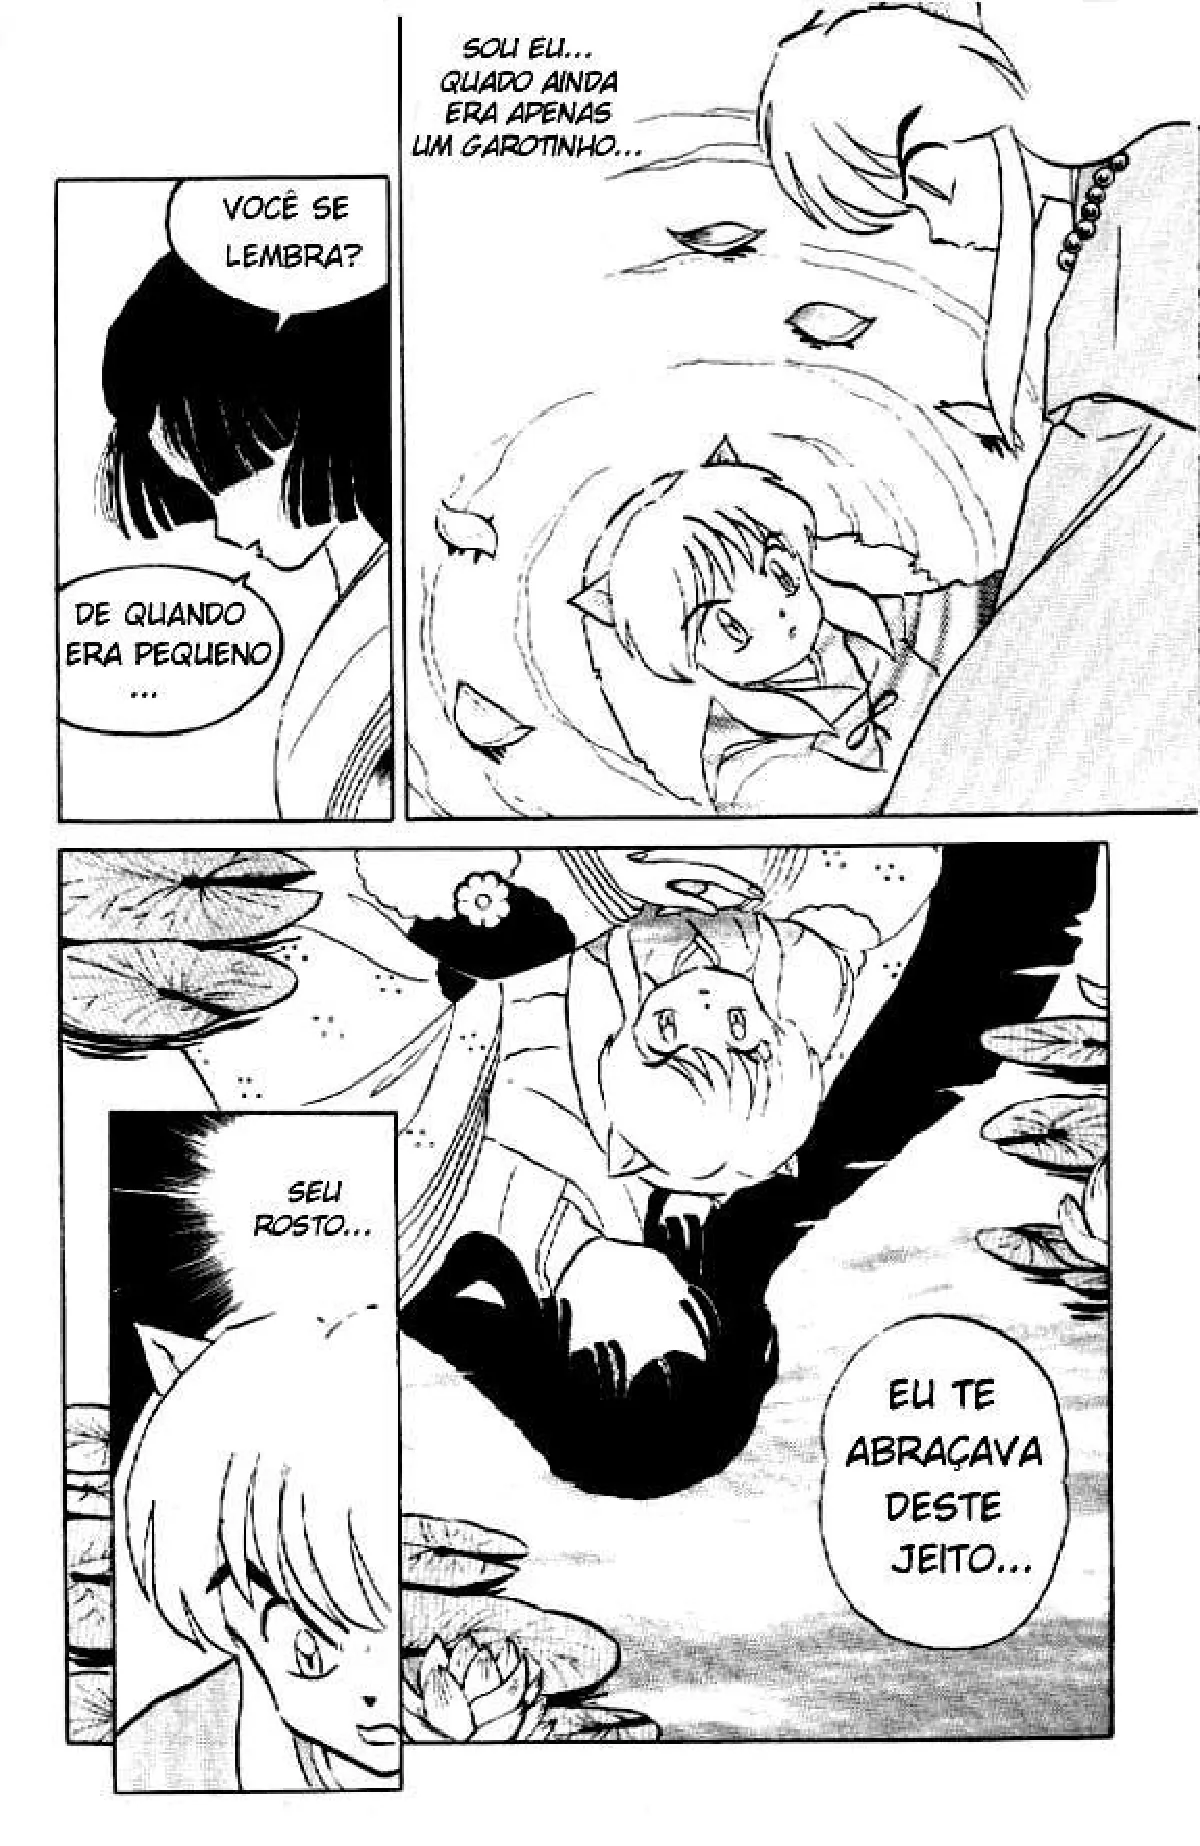 SOU EU...
QUADO AINDA
ERA APENAS
UM GAROTINHO...
VOCÊ SE
LEMBRA?
DE QUANDO
ERA PEQUENO
...
SEU
ROSTO...
EU TE
ABRAÇAVA
DESTE
JEITO...